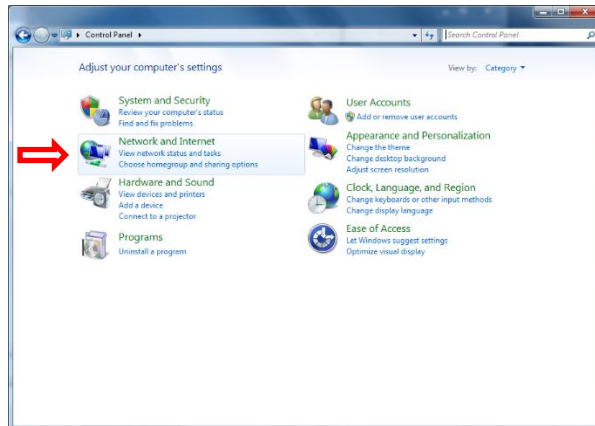 Control Panel
Search Control Panel
Adjust your computer's settings
View by: Category
System and Security
Review your computer's status
Find and fix problems
Network and Internet
View network status and tasks
Choose homegroup and sharing options
Hardware and Sound
View devices and printers
Add a device
Connect to a projector
Programs
Uninstall a program
User Accounts
Add or remove user accounts
Appearance and Personalization
Change the theme
Change desktop background
Adjust screen resolution
Clock, Language, and Region
Change keyboards or other input methods
Change display language
Ease of Access
Let Windows suggest settings
Optimize visual display